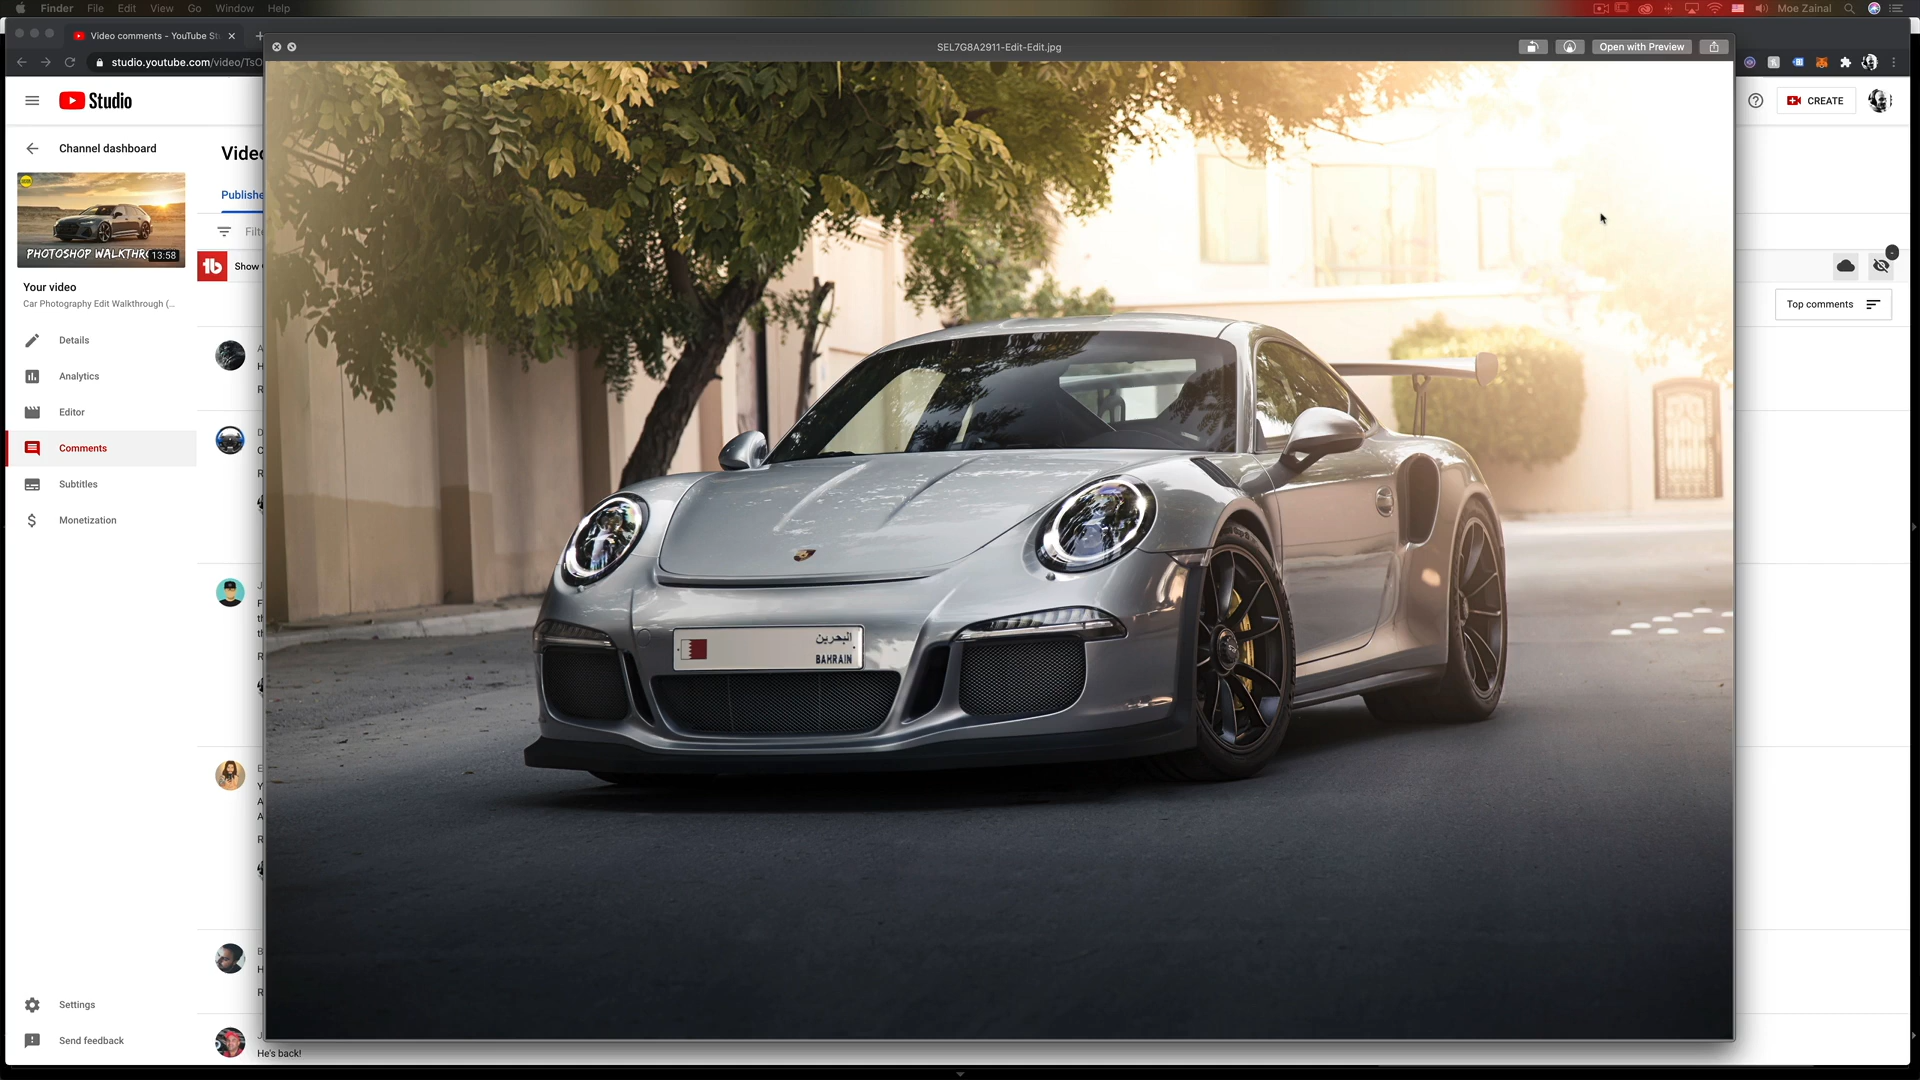 Finder File Edit View Go Window Help
Moe Zainal
Video comments - YouTube St
studio.youtube.com/video/TsO
SEL7G8A2911-Edit-Edit.jpg
Open with Preview
Studio
CREATE
Channel dashboard
PHOTOSHOP WALKTHR
13:58
Your video
Car Photography Edit Walkthrough (...
Details
Analytics
Editor
Comments
Subtitles
Monetization
Settings
Send feedback
Vide
Publishe
Filt
tb
Show
Top comments
البحرين
BAHRAIN
He's back!